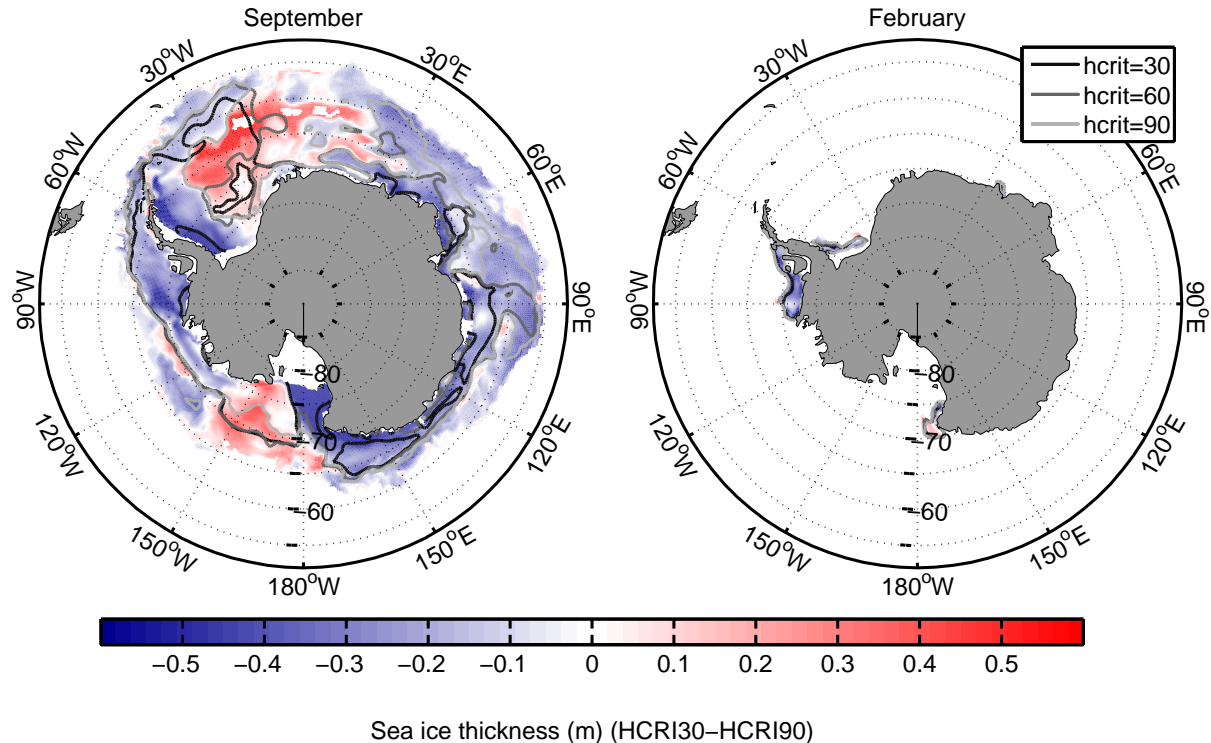 September
February
30°W
30°E
60°W
60°E
90°W
90°E
120°W
120°E
150°W
150°E
180°W
−80
−70
−60
30°W
60°W
60°E
90°W
90°E
120°W
120°E
150°W
150°E
180°W
−80
−70
−60
hcrit=30
hcrit=60
hcrit=90
−0.5 −0.4 −0.3 −0.2 −0.1 0 0.1 0.2 0.3 0.4 0.5
Sea ice thickness (m) (HCRI30−HCRI90)